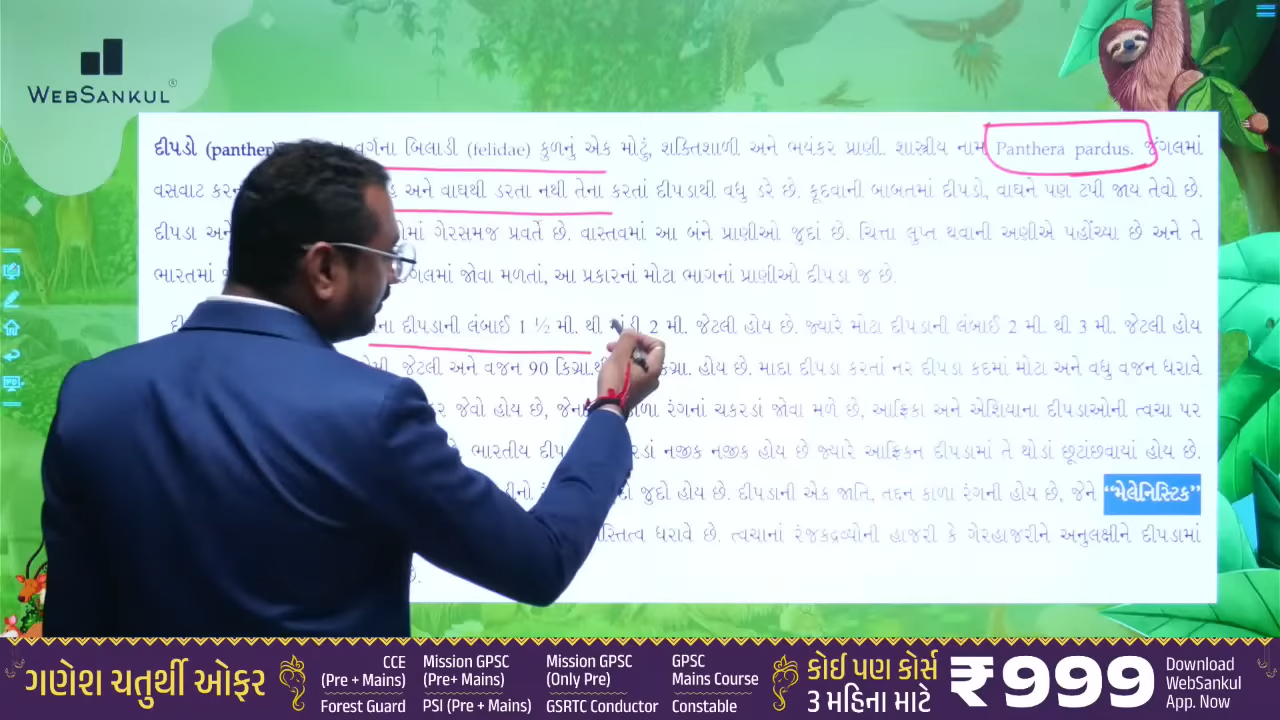 WEBSANKUL®
દીપડો (panther) વર્ગના બિલાડી (felidae) કુળનું એક મોટું, શક્તિશાળી અને ભયંકર પ્રાણી. શાસ્ત્રીય નામ Panthera pardus. જંગલમાં
વસવાટ અને વાઘથી ડરતા નથી તેના કરતાં દીપડાથી વધુ ડરે છે. કૂદવાની બાબતમાં દીપડો, વાઘને પણ ટપી જાય તેવો છે.
દીપડા ગેરસમજ પ્રવર્તે છે. વાસ્તવમાં આ બંને પ્રાણીઓ જુદાં છે. ચિત્તા લુપ્ત થવાની અણીએ પહોંચ્યા છે અને તે
ભારતમાં જોવા મળતાં, આ પ્રકારનાં મોટા ભાગનાં પ્રાણીઓ દીપડા જ છે.
દીપડાની લંબાઈ 1 ½ મી. થી 2 મી. જેટલી હોય છે. જ્યારે મોટા દીપડાની લંબાઈ 2 મી. થી 3 મી. જેટલી હોય
જેટલી અને વજન 90 કિગ્રા. હોય છે. માદા દીપડા કરતાં નર દીપડા કદમાં મોટા અને વધુ વજન ધરાવે
જેવો હોય છે, કાળા રંગનાં ચકરડાં જોવા મળે છે, આફ્રિકા અને એશિયાના દીપડાઓની ત્વચા પર
ભારતીય નજીક નજીક હોય છે જ્યારે આફ્રિકન દીપડામાં તે થોડાં છૂટાંછવાયાં હોય છે.
જુદો હોય છે. દીપડાની એક જાતિ, તદ્દન કાળા રંગની હોય છે, જેને “મેલેનિસ્ટિક”
ધરાવે છે. ત્વચાનાં રંજકદ્રવ્યોની હાજરી કે ગેરહાજરીને અનુલક્ષીને દીપડામાં
ગણેશ ચતુર્થી ઓફર
CCE
(Pre + Mains)
Forest Guard
Mission GPSC
(Pre+ Mains)
PSI (Pre + Mains)
Mission GPSC
(Only Pre)
GSRTC Conductor
GPSC
Mains Course
Constable
કોઈ પણ કોર્સ
3 મહિના માટે
₹999
Download
WebSankul
App. Now